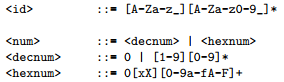 <id> ::= [A-Za-z_][A-Za-z0-9_]*
<num> ::= <decnum> | <hexnum>
<decnum> ::= 0 | [1-9][0-9]*
<hexnum> ::= 0[xX][0-9a-fA-F]+